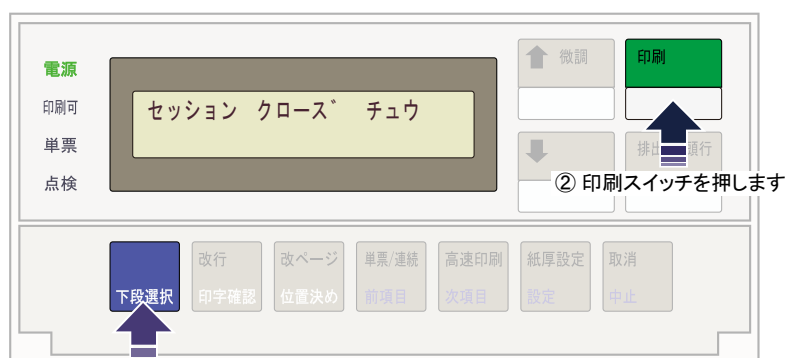 電源
印刷可
単票
点検
セッション クローズ゛ チュウ
微調
印刷
排出 頭行
② 印刷スイッチを押します
下段選択
改行
印字確認
改ページ
位置決め
単票/連続
前項目
高速印刷
次項目
紙厚設定
設定
取消
中止